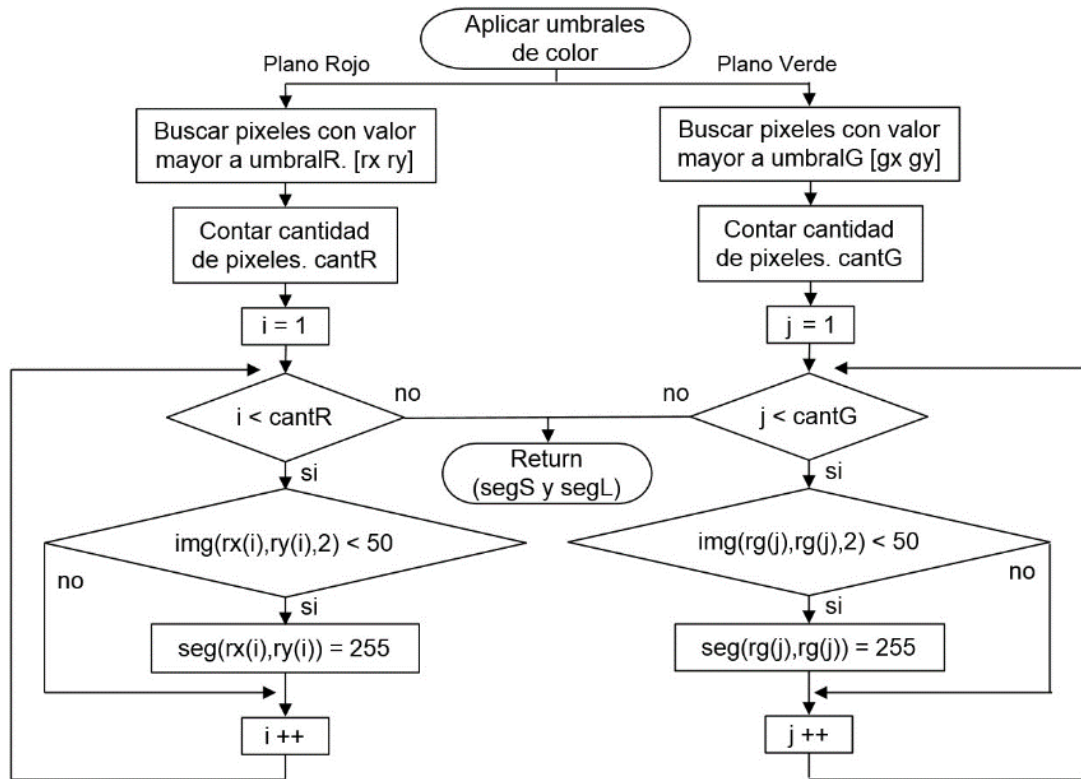 Aplicar umbrales
de color
Plano Rojo
Plano Verde
Buscar pixeles con valor
mayor a umbralR. [rx ry]
Buscar pixeles con valor
mayor a umbralG [gx gy]
Contar cantidad
de pixeles. cantR
Contar cantidad
de pixeles. cantG
i = 1
j = 1
i < cantR
no
no
j < cantG
Return
(segS y segL)
si
si
img(rx(i),ry(i),2) < 50
img(rg(j),rg(j),2) < 50
no
no
si
si
seg(rx(i),ry(i)) = 255
seg(rg(j),rg(j)) = 255
i ++
j ++